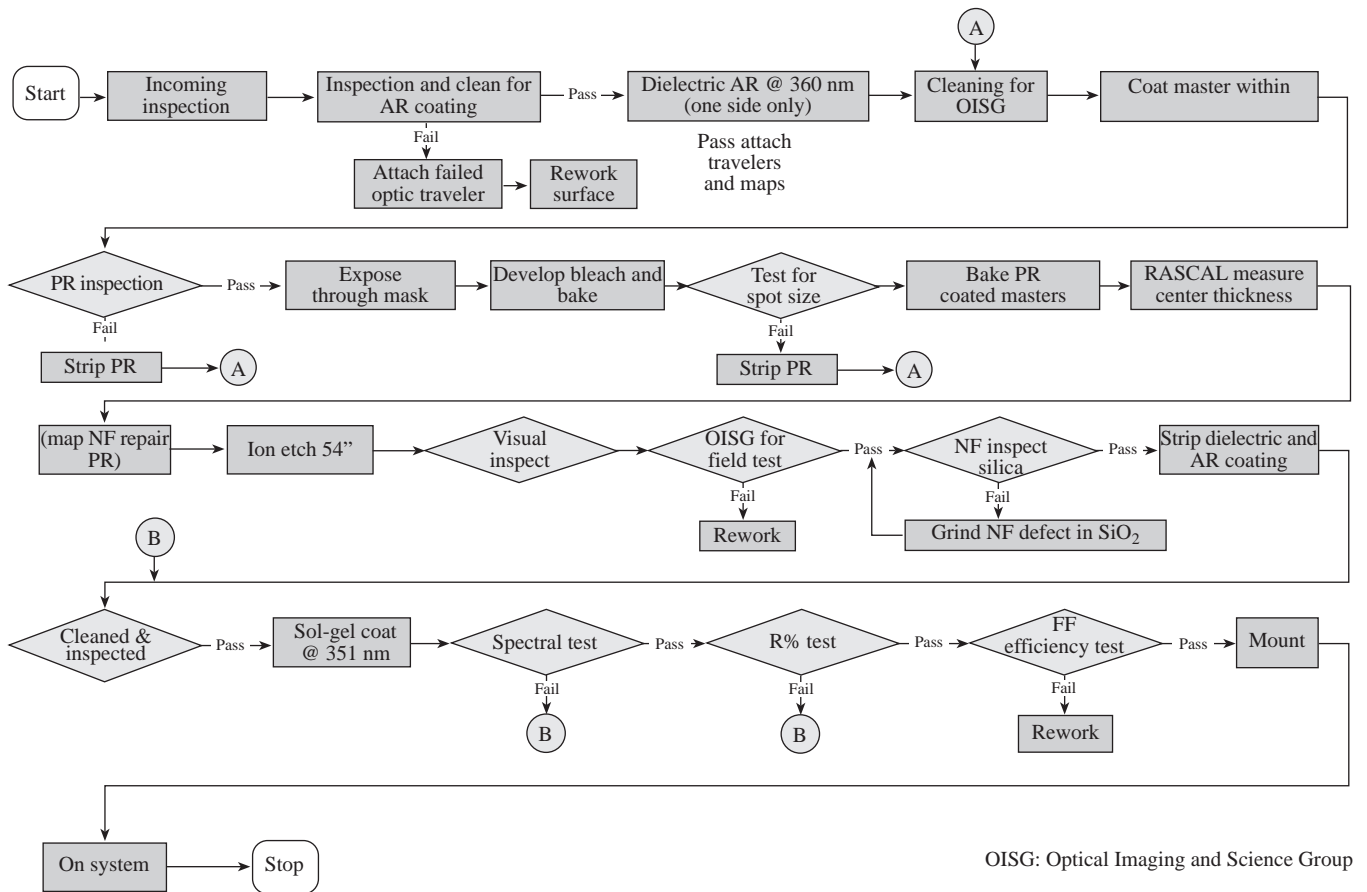 A
Start
Incoming
inspection
Inspection and clean for
AR coating
Pass
Dielectric AR @ 360 nm
(one side only)
Cleaning for
OISG
Coat master within
Fail
Pass attach
travelers
and maps
Attach failed
optic traveler
Rework
surface
PR inspection
Pass
Expose
through mask
Develop bleach and
bake
Test for
spot size
Bake PR
coated masters
RASCAL measure
center thickness
Fail
Fail
Strip PR
A
Strip PR
A
(map NF repair
PR)
Ion etch 54”
Visual
inspect
OISG for
field test
Pass
NF inspect
silica
Pass
Strip dielectric and
AR coating
Fail
Fail
Rework
Grind NF defect in SiO₂
B
Cleaned &
inspected
Pass
Sol-gel coat
@ 351 nm
Spectral test
Pass
R% test
Pass
FF
efficiency test
Pass
Mount
Fail
Fail
Fail
B
B
Rework
On system
Stop
OISG: Optical Imaging and Science Group